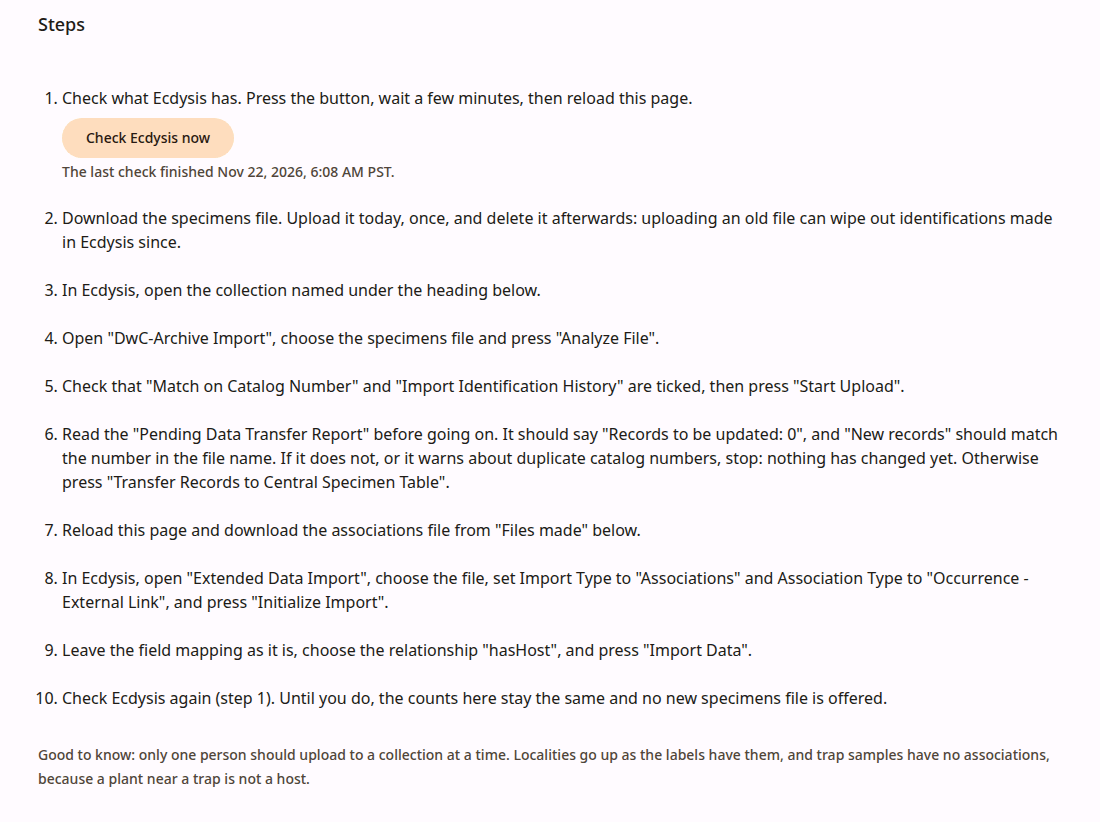 Steps
1. Check what Ecdysis has. Press the button, wait a few minutes, then reload this page.
Check Ecdysis now
The last check finished Nov 22, 2026, 6:08 AM PST.
2. Download the specimens file. Upload it today, once, and delete it afterwards: uploading an old file can wipe out identifications made
in Ecdysis since.
3. In Ecdysis, open the collection named under the heading below.
4. Open "DwC-Archive Import", choose the specimens file and press "Analyze File".
5. Check that "Match on Catalog Number" and "Import Identification History" are ticked, then press "Start Upload".
6. Read the "Pending Data Transfer Report" before going on. It should say "Records to be updated: 0", and "New records" should match
the number in the file name. If it does not, or it warns about duplicate catalog numbers, stop: nothing has changed yet. Otherwise
press "Transfer Records to Central Specimen Table".
7. Reload this page and download the associations file from "Files made" below.
8. In Ecdysis, open "Extended Data Import", choose the file, set Import Type to "Associations" and Association Type to "Occurrence -
External Link", and press "Initialize Import".
9. Leave the field mapping as it is, choose the relationship "hasHost", and press "Import Data".
10. Check Ecdysis again (step 1). Until you do, the counts here stay the same and no new specimens file is offered.
Good to know: only one person should upload to a collection at a time. Localities go up as the labels have them, and trap samples have no associations,
because a plant near a trap is not a host.